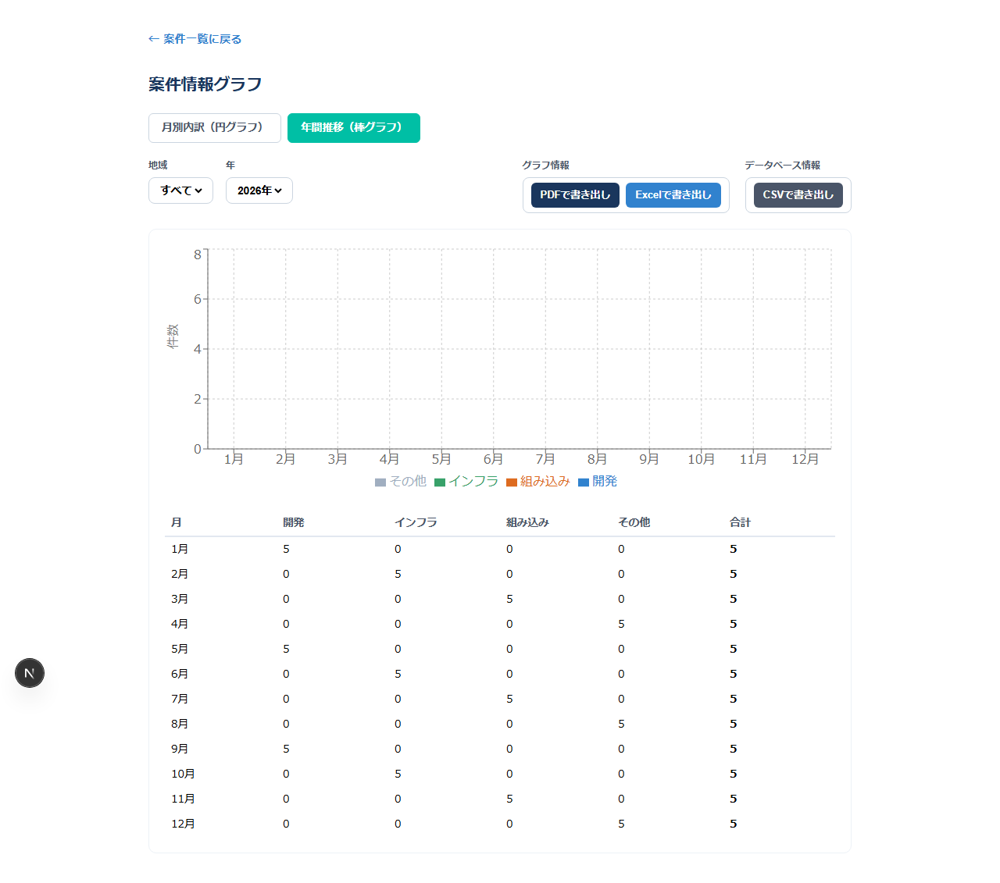 ← 案件一覧に戻る
案件情報グラフ
月別内訳（円グラフ） 年間推移（棒グラフ）
地域 年 グラフ情報 データベース情報
すべて 2026年 PDFで書き出し Excelで書き出し CSVで書き出し
8
6
件数
4
2
0
1月 2月 3月 4月 5月 6月 7月 8月 9月 10月 11月 12月
その他 インフラ 組み込み 開発
月 開発 インフラ 組み込み その他 合計
1月 5 0 0 0 5
2月 0 5 0 0 5
3月 0 0 5 0 5
4月 0 0 0 5 5
5月 5 0 0 0 5
6月 0 5 0 0 5
7月 0 0 5 0 5
8月 0 0 0 5 5
9月 5 0 0 0 5
10月 0 5 0 0 5
11月 0 0 5 0 5
12月 0 0 0 5 5
N